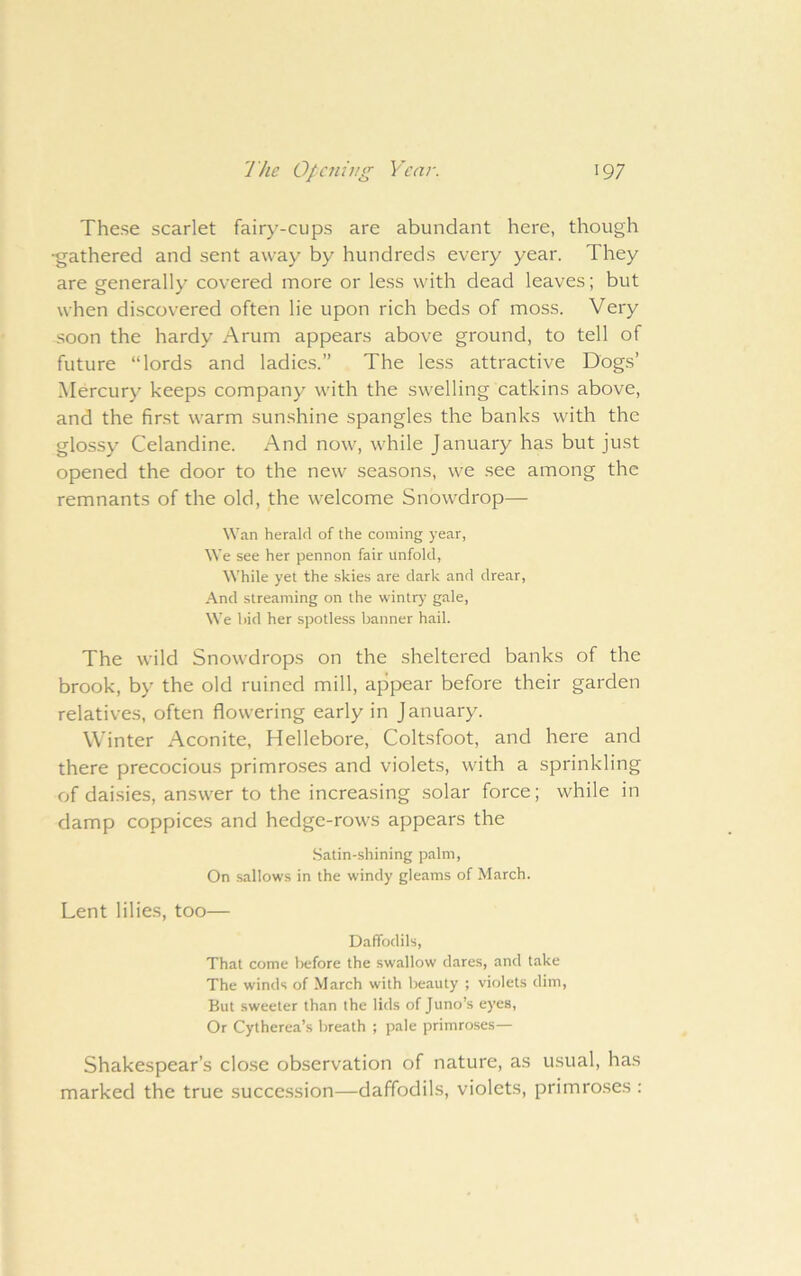 The Opening Year. 197
These scarlet fairy-cups are abundant here, though
gathered and sent away by hundreds every year. They
are generally covered more or less with dead leaves; but
when discovered often lie upon rich beds of moss. Very
soon the hardy Arum appears above ground, to tell of
future “lords and ladies.” The less attractive Dogs’
Mercury keeps company with the swelling catkins above,
and the first warm sunshine spangles the banks with the
glossy Celandine. And now, while January has but just
opened the door to the new seasons, we see among the
remnants of the old, the welcome Snowdrop—
Wan herald of the coming year,
We see her pennon fair unfold,
While yet the skies are dark and drear,
And streaming on the wintry gale,
We bid her spotless banner hail.
The wild Snowdrops on the sheltered banks of the
brook, by the old ruined mill, appear before their garden
relatives, often flowering early in January.
Winter Aconite, Hellebore, Coltsfoot, and here and
there precocious primroses and violets, with a sprinkling
of daisies, answer to the increasing solar force; while in
damp coppices and hedge-rows appears the
Satin-shining palm,
On sallows in the windy gleams of March.
Lent lilies, too—
Daffodils,
That come before the swallow dares, and take
The winds of March with beauty ; violets dim,
But sweeter than the lids of Juno’s eyes,
Or Cytherea’s breath ; pale primroses—
Shakespear’s close observation of nature, as usual, has
marked the true succession—daffodils, violets, primroses :